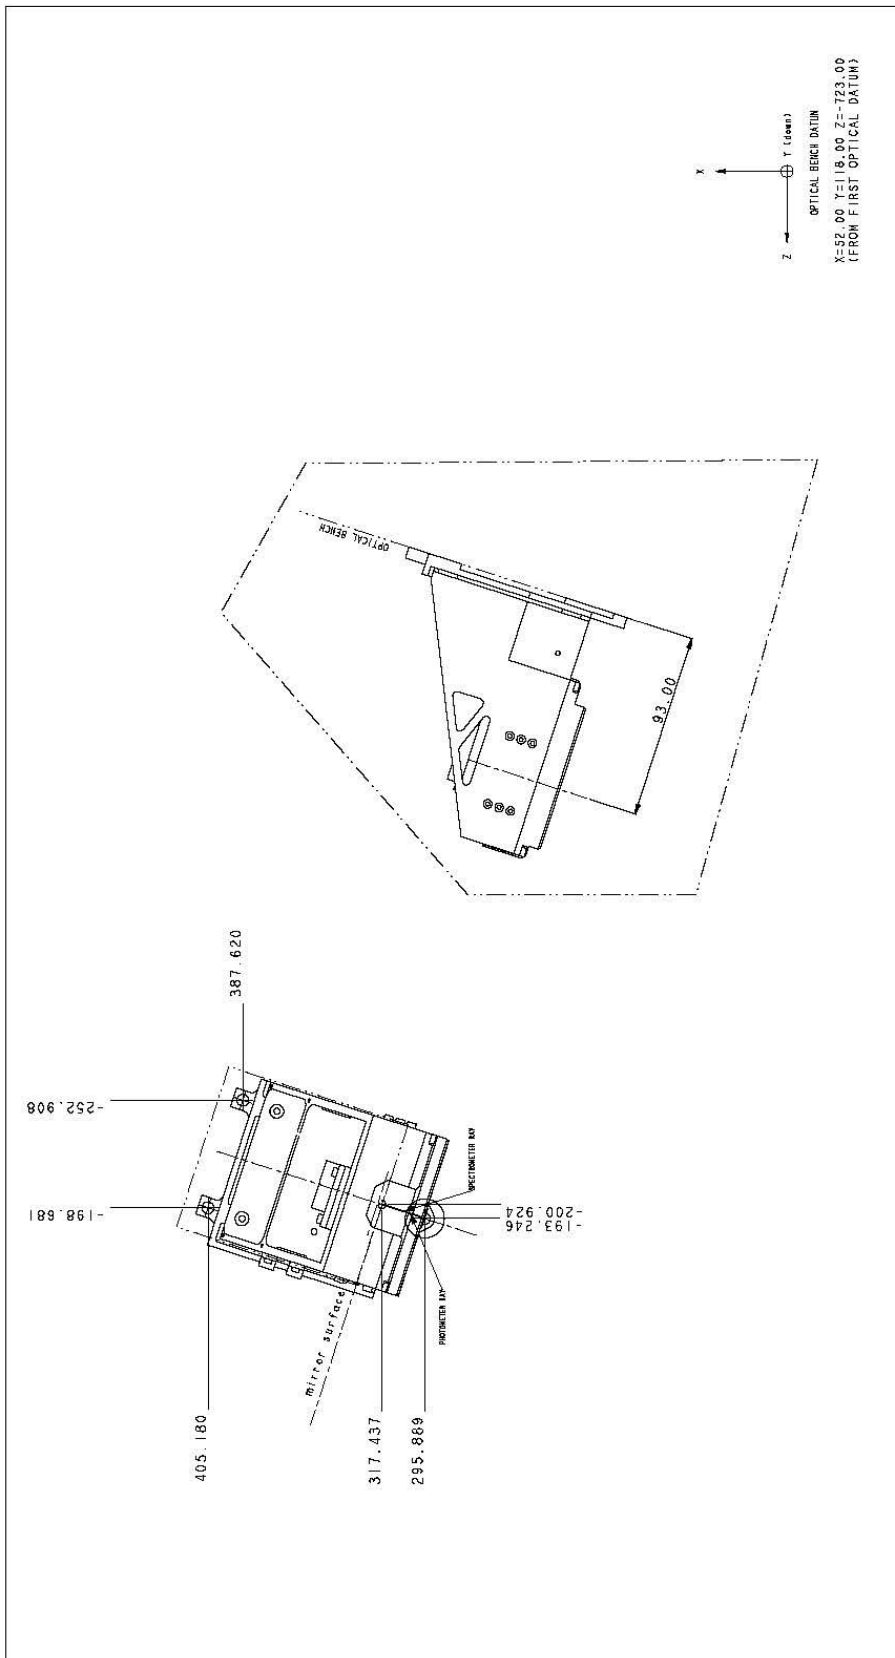 X
Z
Y (down)
OPTICAL BENCH DATUM
X=52.00 Y=118.00 Z=-723.00
(FROM FIRST OPTICAL DATUM)
OPTICAL BENCH
93.00
387.620
-252.908
-198.681
SPECTROMETER RAY
-200.924
-193.246
PHOTOMETER RAY
mirror surface
405.180
317.437
295.889